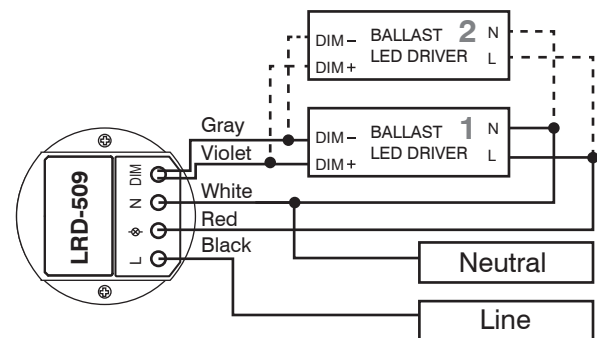 DIM – BALLAST 2 N
DIM + LED DRIVER L
Gray
DIM – BALLAST 1 N
DIM + LED DRIVER L
Violet
LRD-509
DIM
N
L
White
Red
Black
Neutral
Line